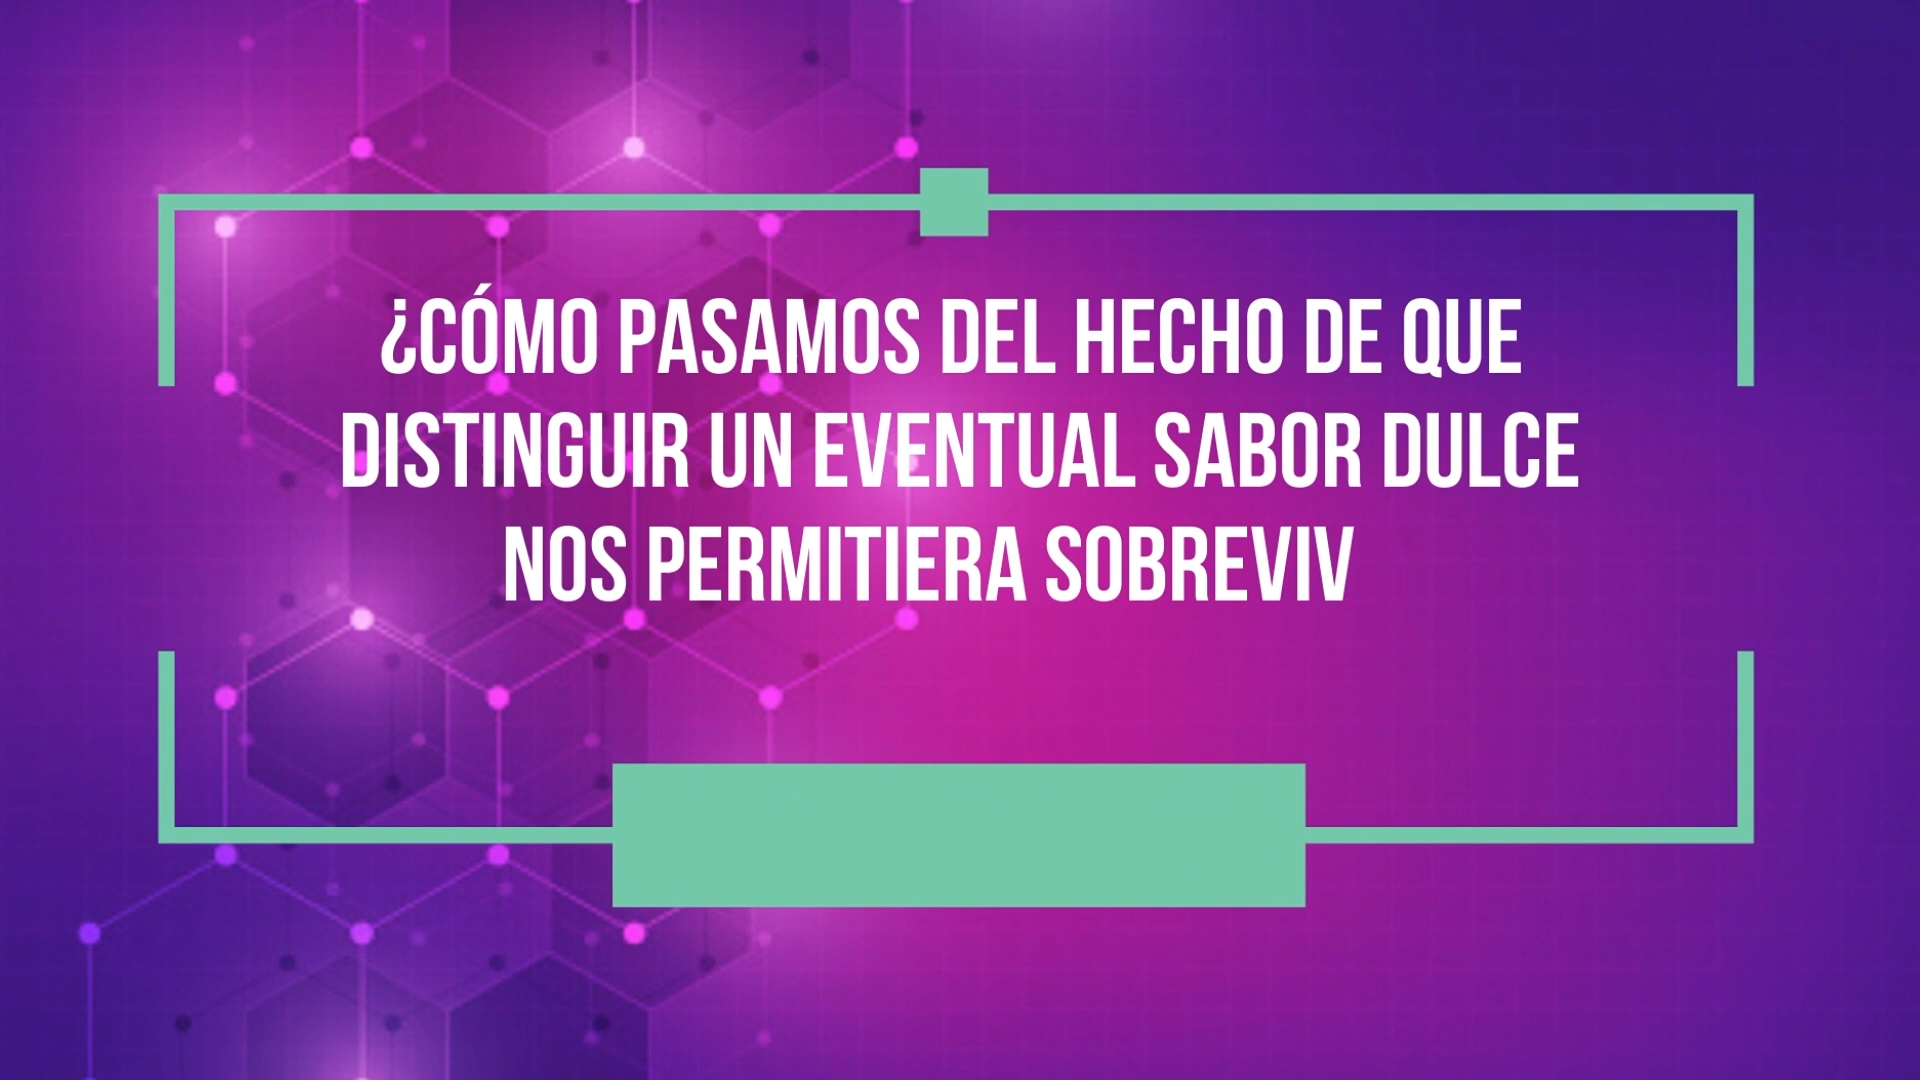 ¿CÓMO PASAMOS DEL HECHO DE QUE
DISTINGUIR UN EVENTUAL SABOR DULCE
NOS PERMITIERA SOBREVIV